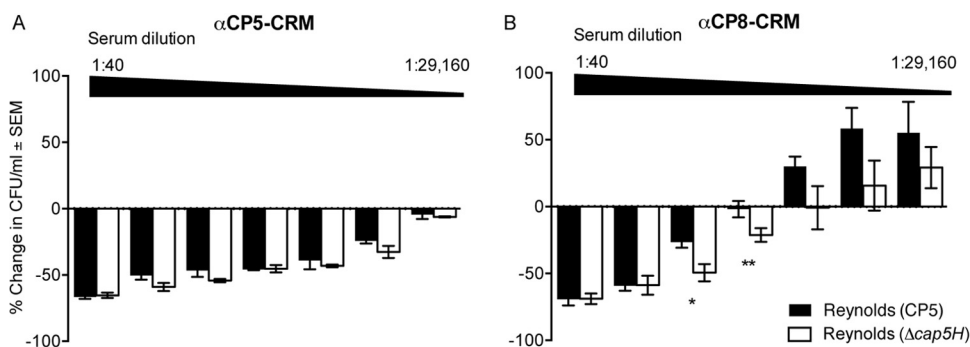 A
αCP5-CRM
Serum dilution
1:40
1:29,160
100
50
0
-50
-100
% Change in CFU/ml ± SEM
B
αCP8-CRM
Serum dilution
1:40
1:29,160
100
50
0
-50
-100
*
**
Reynolds (CP5)
Reynolds (Δcap5H)